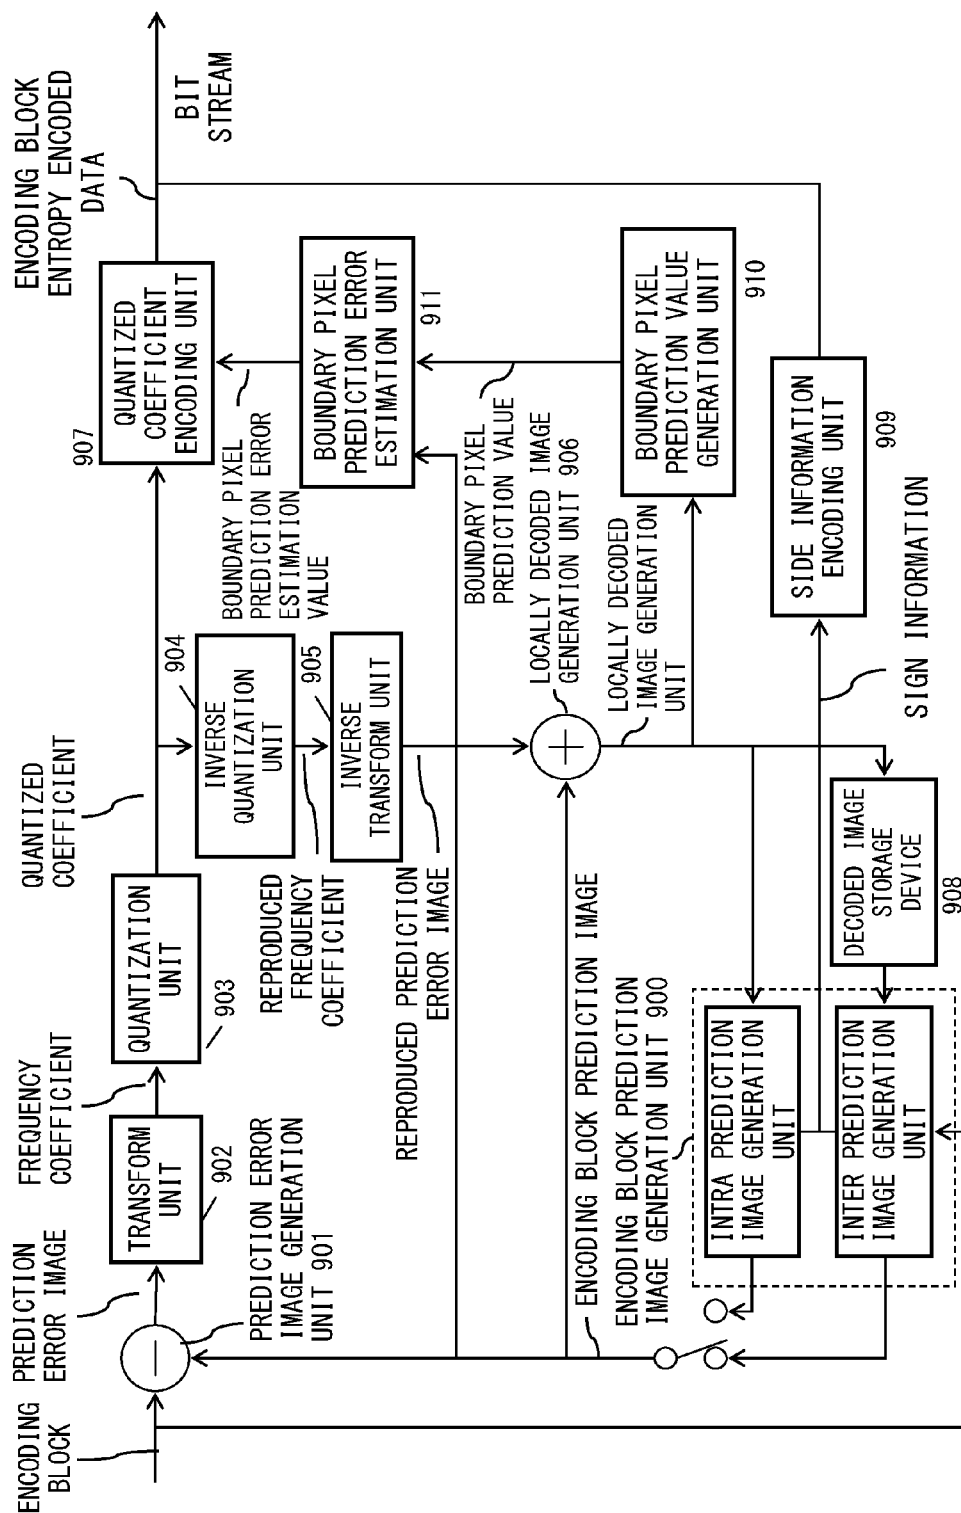 ENCODING
BLOCK
PREDICTION
ERROR IMAGE
PREDICTION ERROR
IMAGE GENERATION
UNIT 901
TRANSFORM
UNIT
902
FREQUENCY
COEFFICIENT
QUANTIZATION
UNIT
903
QUANTIZED
COEFFICIENT
907
QUANTIZED
COEFFICIENT
ENCODING UNIT
ENCODING BLOCK
ENTROPY ENCODED
DATA
BIT
STREAM
904
INVERSE
QUANTIZATION
UNIT
REPRODUCED
FREQUENCY
COEFFICIENT
905
INVERSE
TRANSFORM UNIT
REPRODUCED PREDICTION
ERROR IMAGE
BOUNDARY PIXEL
PREDICTION ERROR
ESTIMATION
VALUE
BOUNDARY PIXEL
PREDICTION ERROR
ESTIMATION UNIT
911
BOUNDARY PIXEL
PREDICTION VALUE
LOCALLY DECODED IMAGE
GENERATION UNIT 906
LOCALLY DECODED
IMAGE GENERATION
UNIT
BOUNDARY PIXEL
PREDICTION VALUE
GENERATION UNIT
910
ENCODING BLOCK PREDICTION IMAGE
ENCODING BLOCK PREDICTION
IMAGE GENERATION UNIT 900
INTRA PREDICTION
IMAGE GENERATION
UNIT
INTER PREDICTION
IMAGE GENERATION
UNIT
DECODED IMAGE
STORAGE
DEVICE
908
SIDE INFORMATION
ENCODING UNIT
909
SIGN INFORMATION